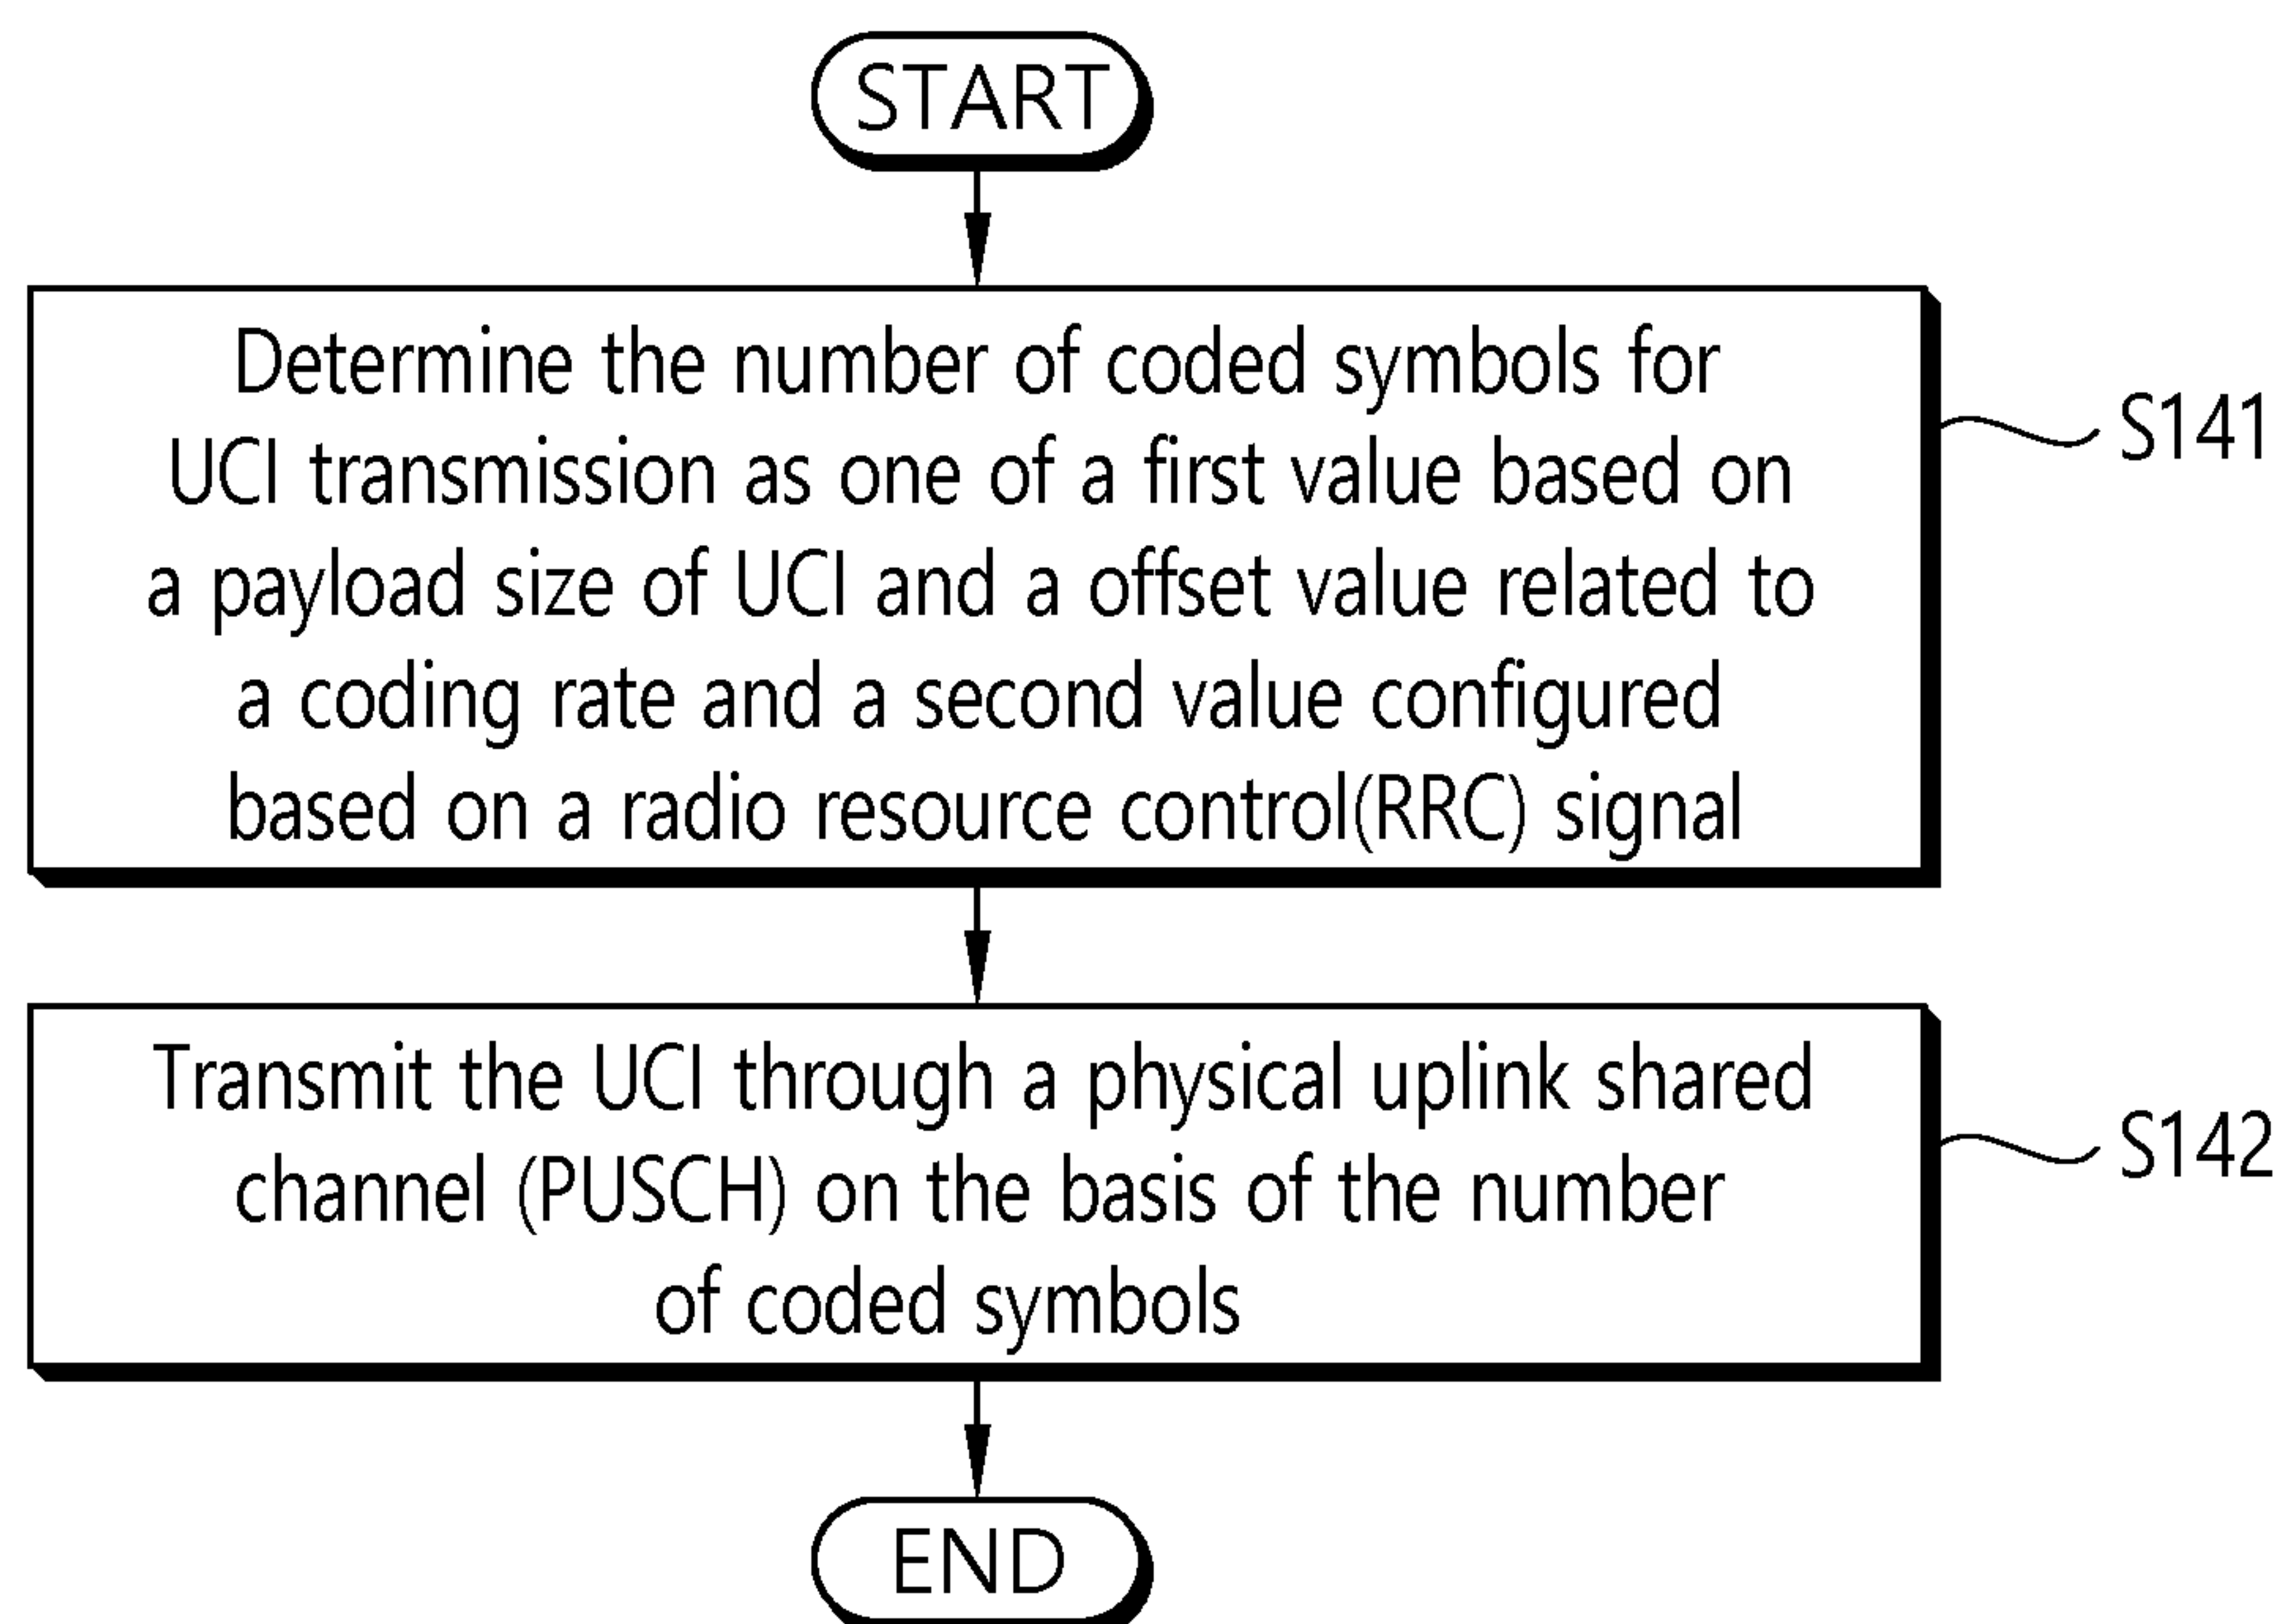 START
Determine the number of coded symbols for
UCI transmission as one of a first value based on
a payload size of UCI and a offset value related to
a coding rate and a second value configured
based on a radio resource control(RRC) signal
S141
Transmit the UCI through a physical uplink shared
channel (PUSCH) on the basis of the number
of coded symbols
S142
END